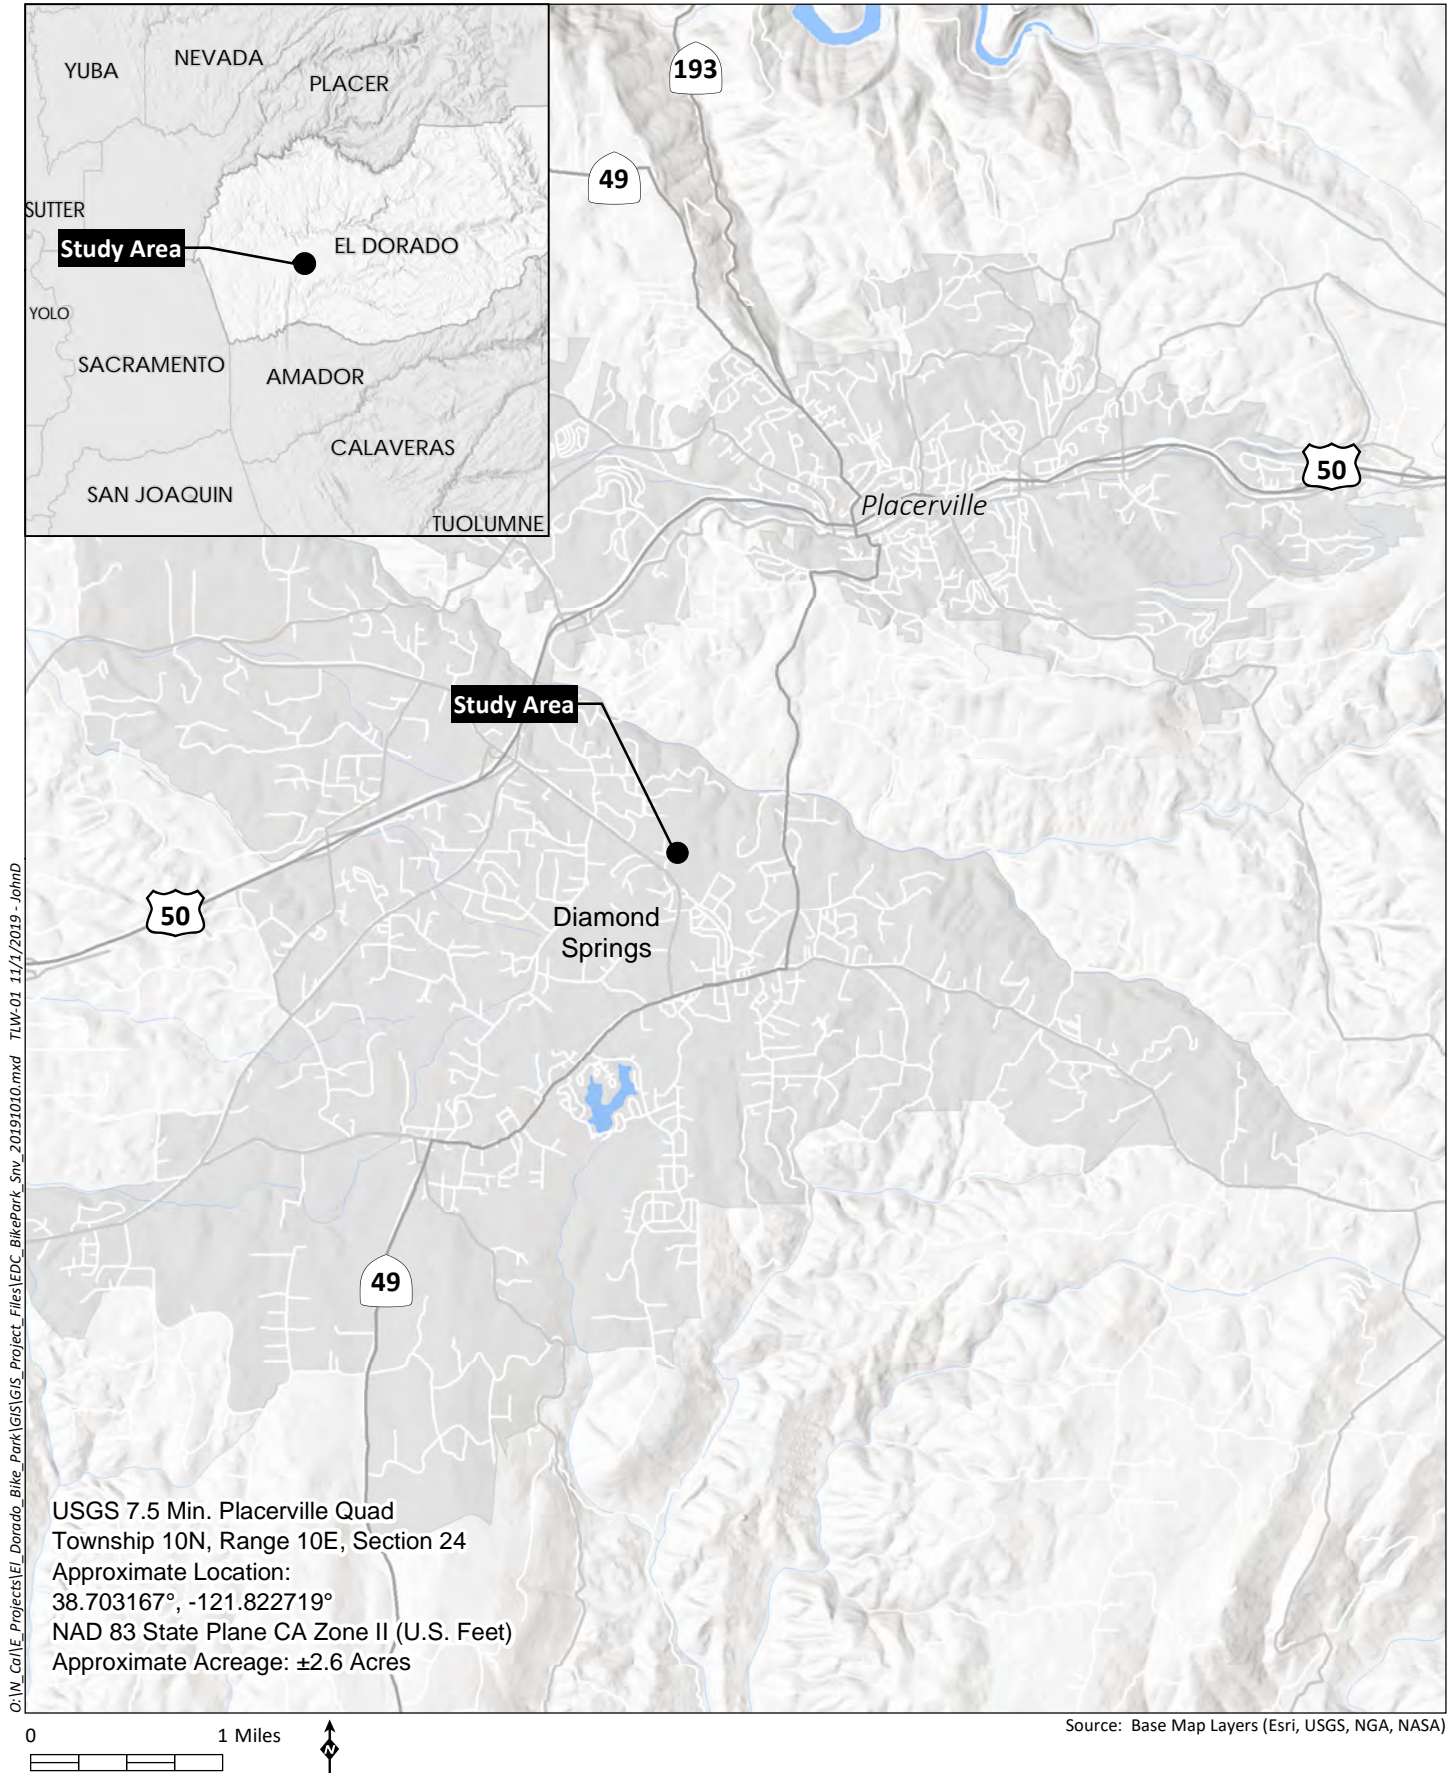 YUBA
NEVADA
PLACER
193
49
SUTTER
Study Area
EL DORADO
YOLO
SACRAMENTO
AMADOR
CALAVERAS
SAN JOAQUIN
TUOLUMNE
50
Placerville
Study Area
50
Diamond
Springs
49
USGS 7.5 Min. Placerville Quad
Township 10N, Range 10E, Section 24
Approximate Location:
38.703167°, -121.822719°
NAD 83 State Plane CA Zone II (U.S. Feet)
Approximate Acreage: ±2.6 Acres
O:\N_Cal\E_Projects\El_Dorado_Bike_Park\GIS\GIS_Project_Files\EDC_BikePark_Snv_20191010.mxd TLW-01 11/1/2019 - JohnD
0 1 Miles
N
Source: Base Map Layers (Esri, USGS, NGA, NASA)